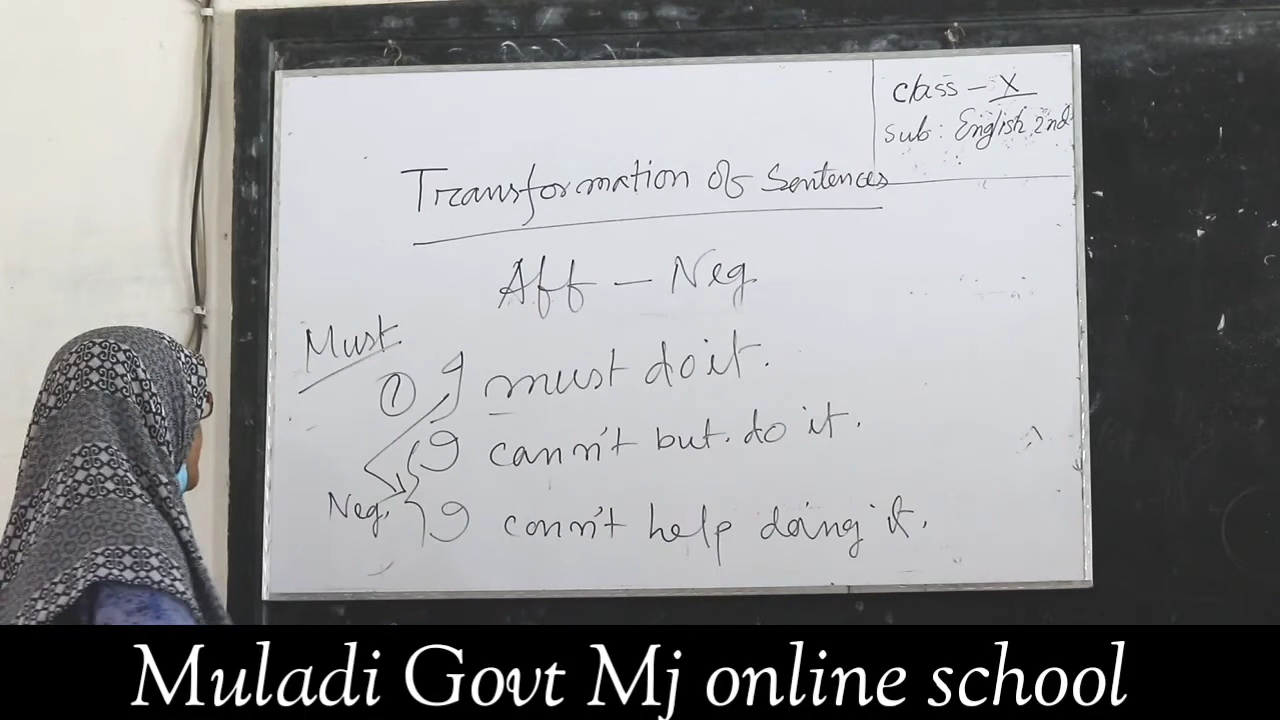 class - X
sub : English 2nd
Transformation of Sentences
Aff - Neg
Must
① I must do it.
I cann't but do it.
Neg. I cann't help doing it.
Muladi Govt Mj online school